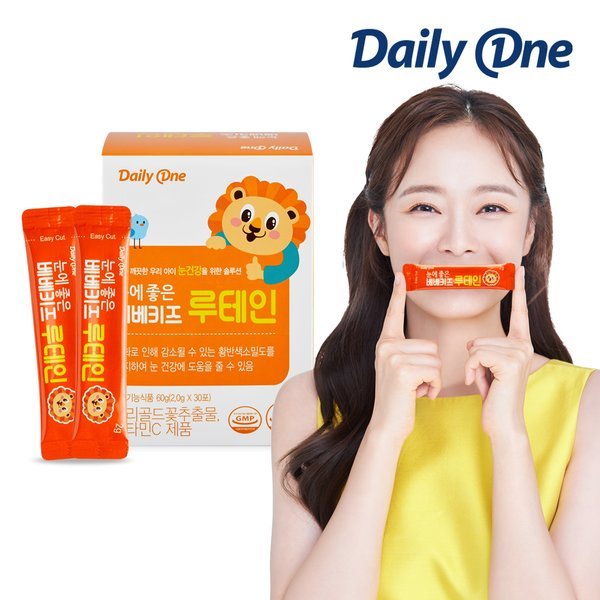 Daily One
Daily One
깨끗한 우리 아이 눈건강을 위한 솔루션
눈에 좋은
베베키즈 루테인
인해 감소될 수 있는 황반색소밀도를
하여 눈 건강에 도움을 줄 수 있음
기능식품 60g(2.0g X 30포)
리골드꽃추출물,
타민C 제품
GMP
Easy Cut
Daily One
눈에 좋은
베베키즈
루테인
Easy Cut
Daily One
눈에 좋은
베베키즈
루테인
2g
눈에 좋은
베베키즈 루테인